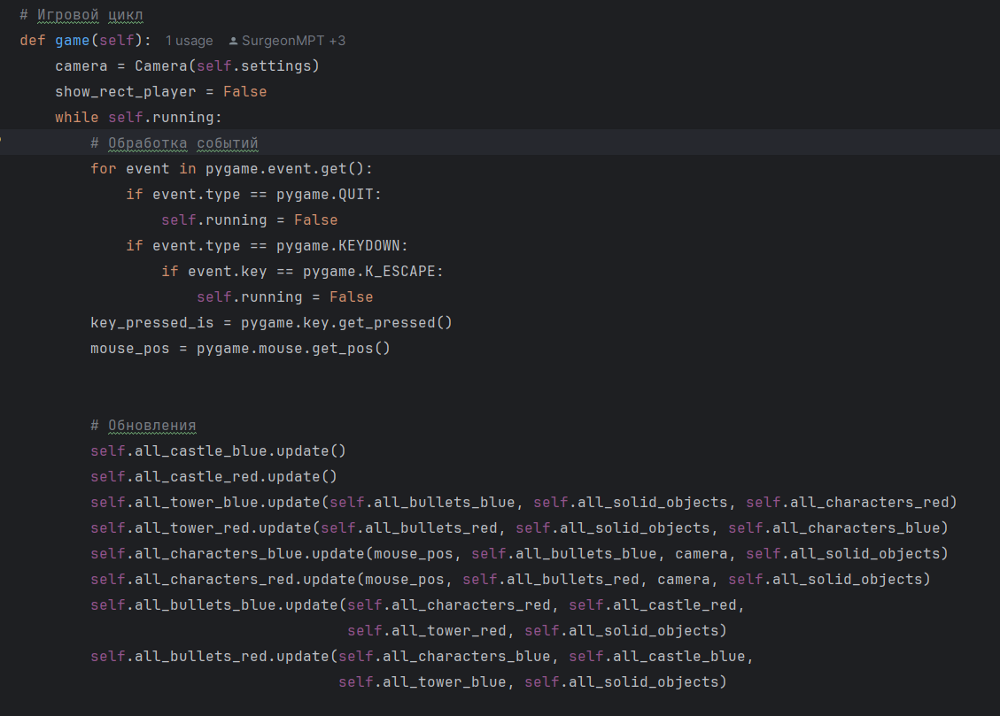 # Игровой цикл
def game(self):  1 usage  SurgeonMPT +3
    camera = Camera(self.settings)
    show_rect_player = False
    while self.running:
        # Обработка событий
        for event in pygame.event.get():
            if event.type == pygame.QUIT:
                self.running = False
            if event.type == pygame.KEYDOWN:
                if event.key == pygame.K_ESCAPE:
                    self.running = False
        key_pressed_is = pygame.key.get_pressed()
        mouse_pos = pygame.mouse.get_pos()
        # Обновления
        self.all_castle_blue.update()
        self.all_castle_red.update()
        self.all_tower_blue.update(self.all_bullets_blue, self.all_solid_objects, self.all_characters_red)
        self.all_tower_red.update(self.all_bullets_red, self.all_solid_objects, self.all_characters_blue)
        self.all_characters_blue.update(mouse_pos, self.all_bullets_blue, camera, self.all_solid_objects)
        self.all_characters_red.update(mouse_pos, self.all_bullets_red, camera, self.all_solid_objects)
        self.all_bullets_blue.update(self.all_characters_red, self.all_castle_red,
                                     self.all_tower_red, self.all_solid_objects)
        self.all_bullets_red.update(self.all_characters_blue, self.all_castle_blue,
                                    self.all_tower_blue, self.all_solid_objects)